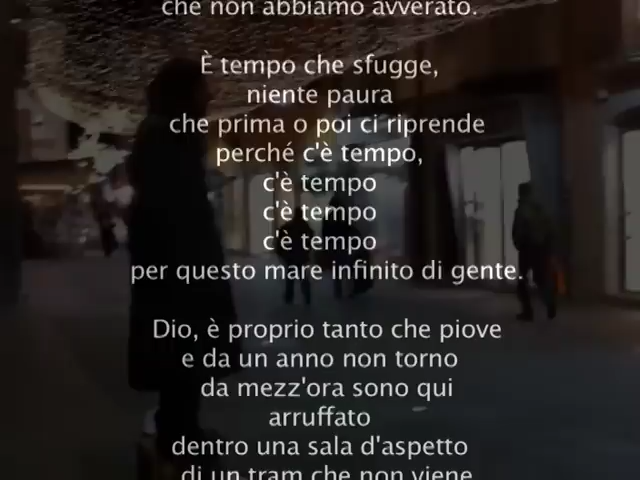 che non abbiamo avverato.
È tempo che sfugge,
niente paura
che prima o poi ci riprende
perché c'è tempo,
c'è tempo
c'è tempo
c'è tempo
per questo mare infinito di gente.
Dio, è proprio tanto che piove
e da un anno non torno
da mezz'ora sono qui
arruffato
dentro una sala d'aspetto
di un tram che non viene